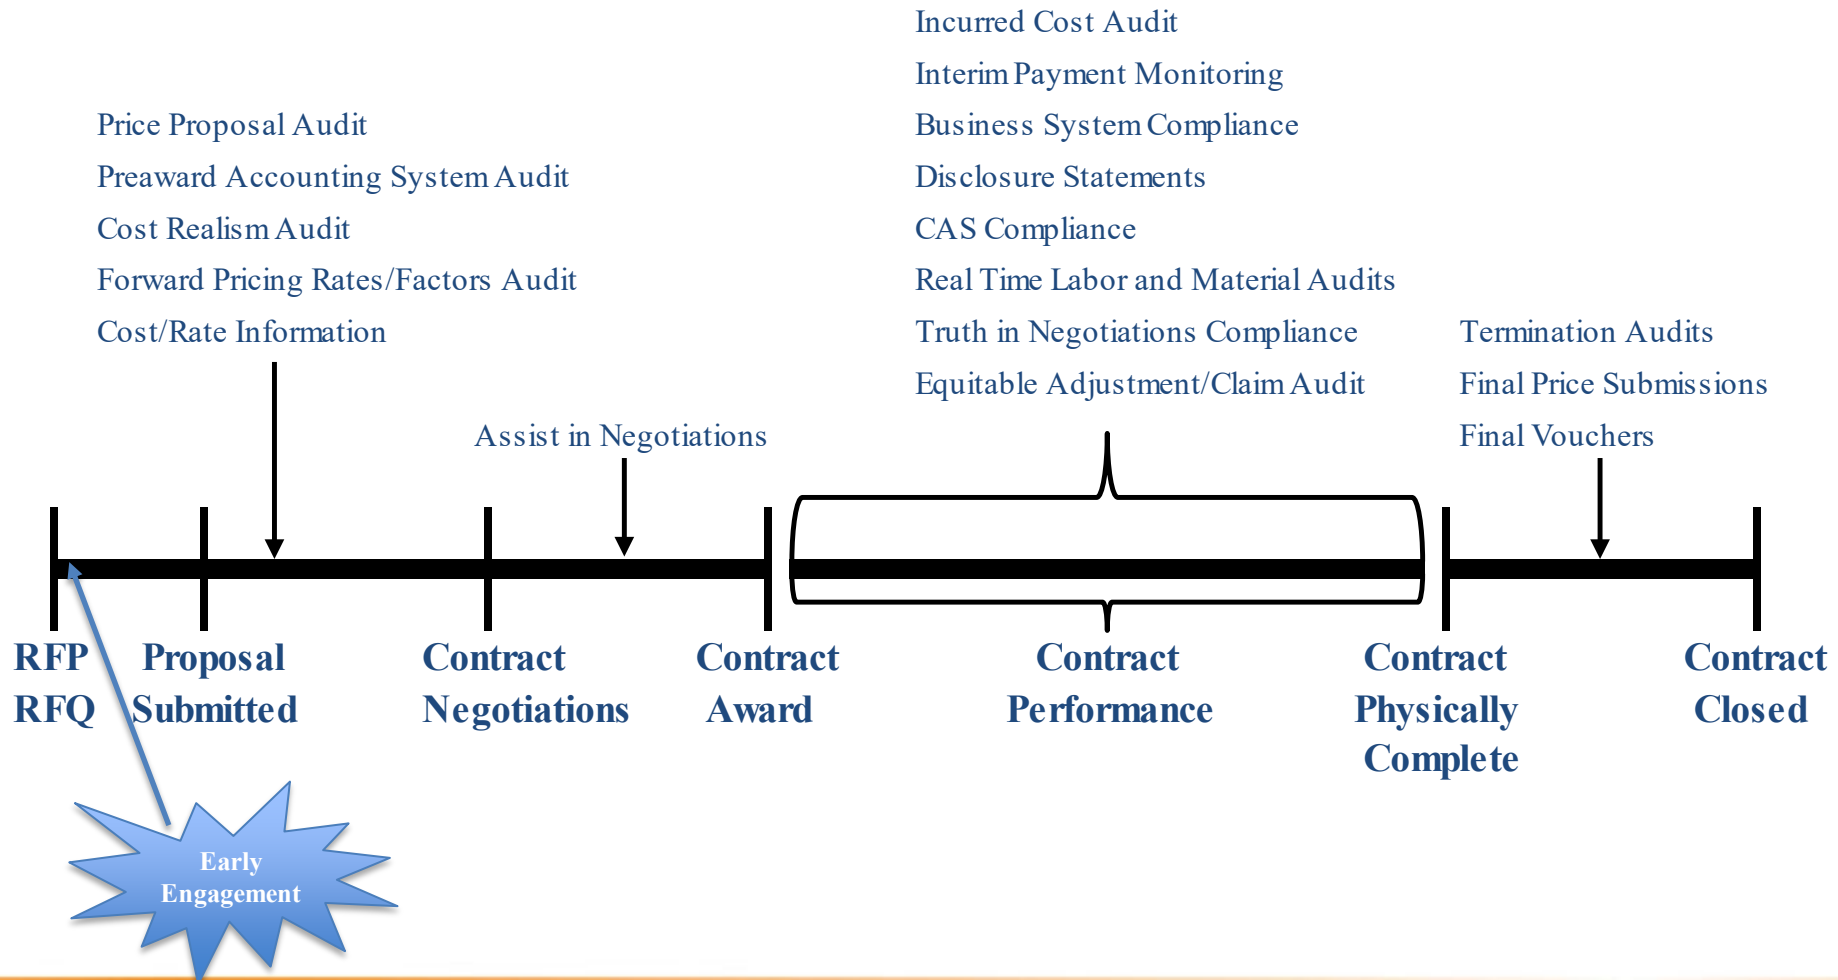 Incurred Cost Audit
Interim Payment Monitoring
Business System Compliance
Disclosure Statements
CAS Compliance
Real Time Labor and Material Audits
Truth in Negotiations Compliance
Equitable Adjustment/Claim Audit
Price Proposal Audit
Preaward Accounting System Audit
Cost Realism Audit
Forward Pricing Rates/Factors Audit
Cost/Rate Information
Assist in Negotiations
Termination Audits
Final Price Submissions
Final Vouchers
RFP
RFQ
Proposal
Submitted
Contract
Negotiations
Contract
Award
Contract
Performance
Contract
Physically
Complete
Contract
Closed
Early
Engagement